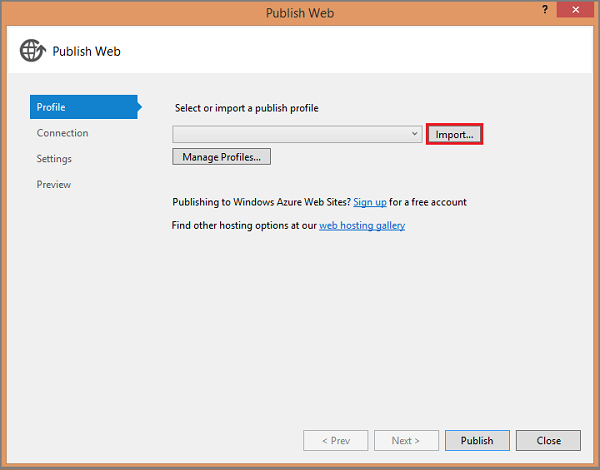 Publish Web
?
Publish Web
Profile
Connection
Settings
Preview
Select or import a publish profile
Import...
Manage Profiles...
Publishing to Windows Azure Web Sites? Sign up for a free account
Find other hosting options at our web hosting gallery
< Prev
Next >
Publish
Close